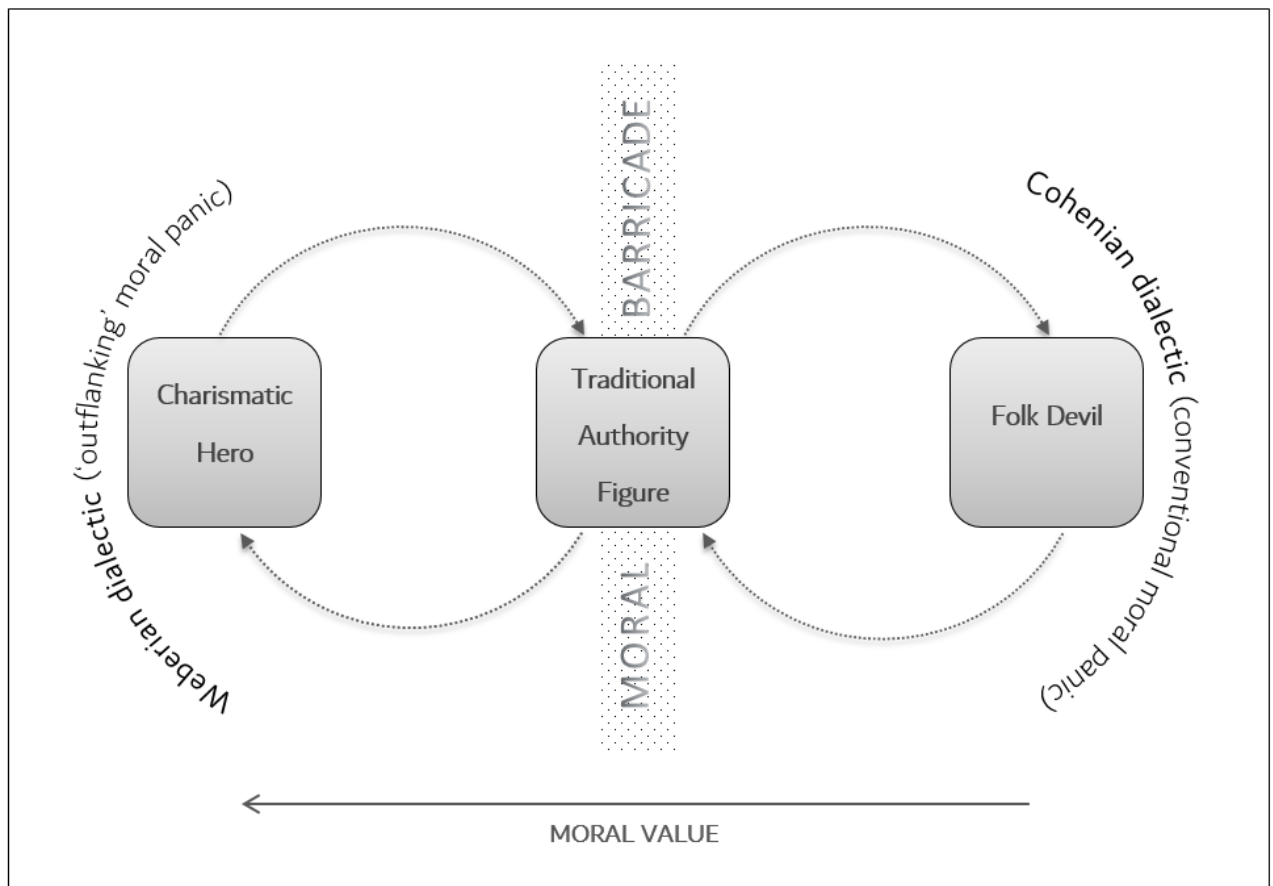 MORAL BARRICADE
Weberian dialectic (‘outflanking’ moral panic)
Cohenian dialectic (conventional moral panic)
Charismatic
Hero
Traditional
Authority
Figure
Folk Devil
MORAL VALUE